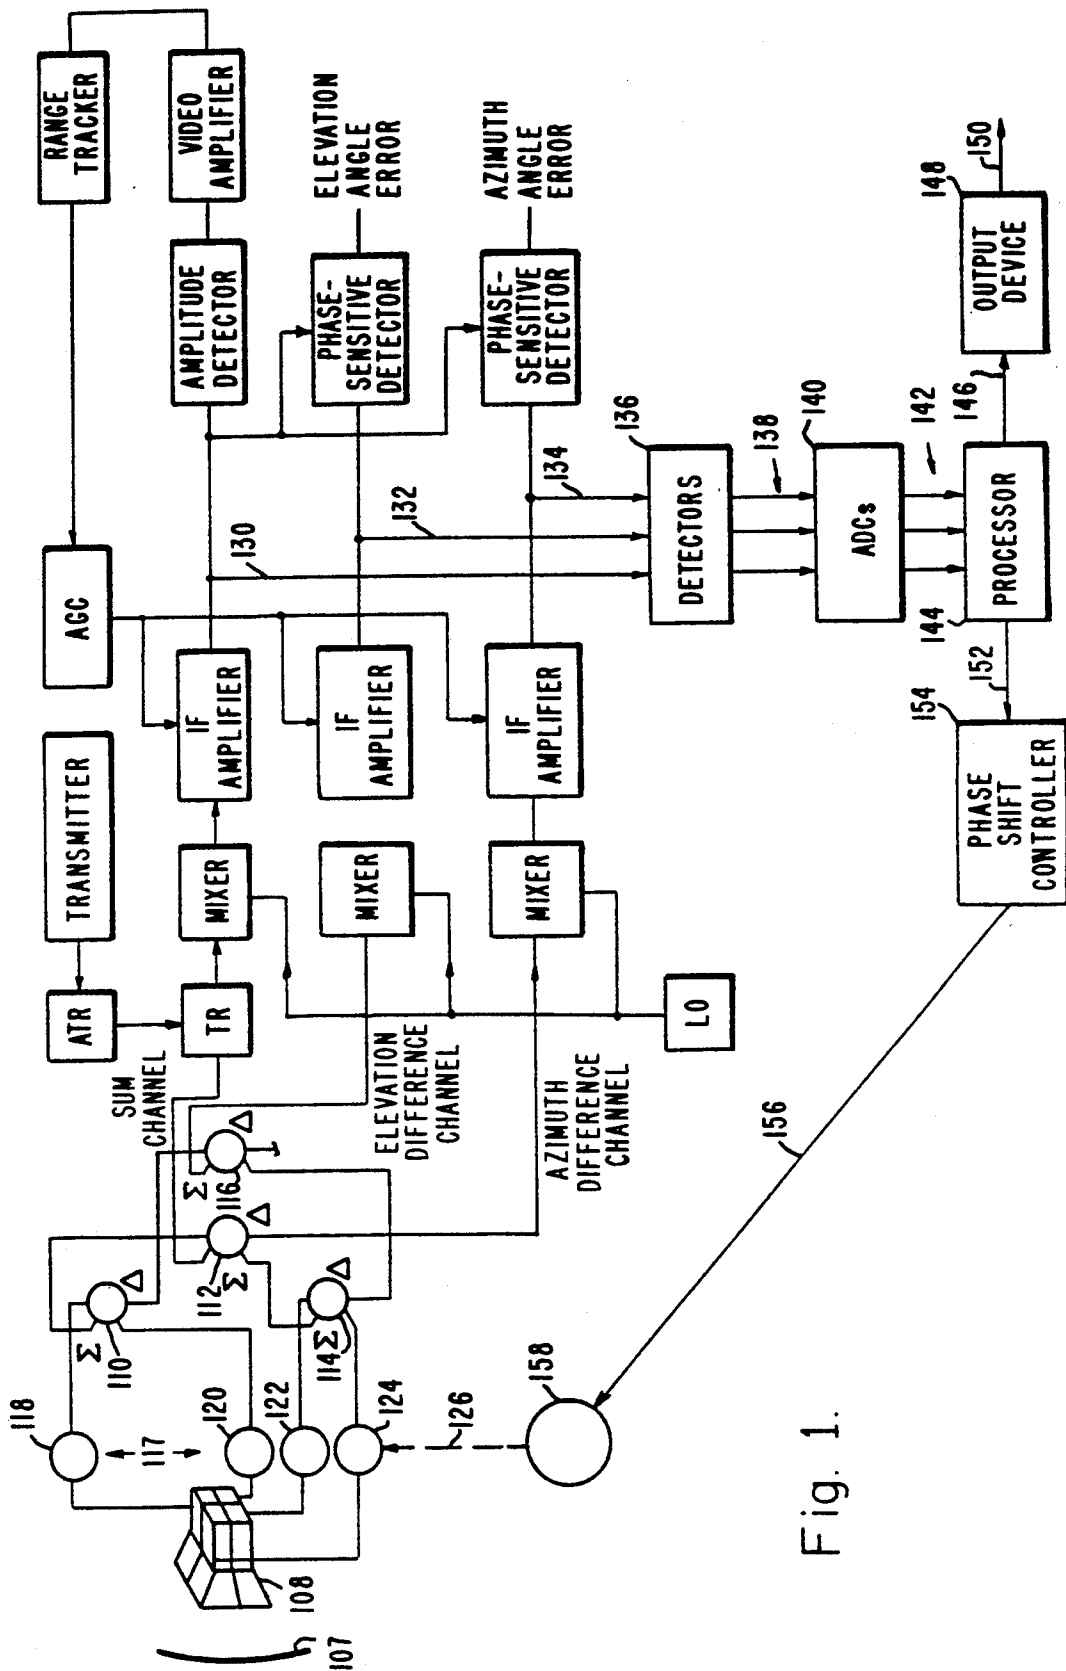 RANGE
TRACKER
VIDEO
AMPLIFIER
AMPLITUDE
DETECTOR
PHASE-
SENSITIVE
DETECTOR
ELEVATION
ANGLE
ERROR
PHASE-
SENSITIVE
DETECTOR
AZIMUTH
ANGLE
ERROR
AGC
IF
AMPLIFIER
IF
AMPLIFIER
IF
AMPLIFIER
TRANSMITTER
MIXER
MIXER
MIXER
ATR
TR
LO
SUM
CHANNEL
ELEVATION
DIFFERENCE
CHANNEL
AZIMUTH
DIFFERENCE
CHANNEL
Σ
Δ
110
Σ
Δ
112
Σ
Δ
114
Σ
Δ
116
118
117
120
122
124
126
108
107
130
132
134
136
DETECTORS
138
140
ADCs
142
144
PROCESSOR
146
148
OUTPUT
DEVICE
150
152
154
PHASE
SHIFT
CONTROLLER
156
158
Fig. 1.